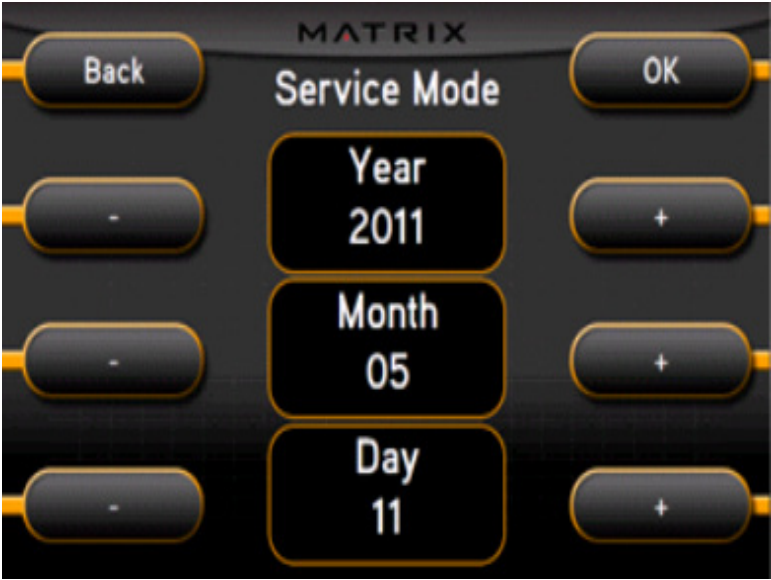 MATRIX
Back
Service Mode
OK
-
Year
2011
+
-
Month
05
+
-
Day
11
+